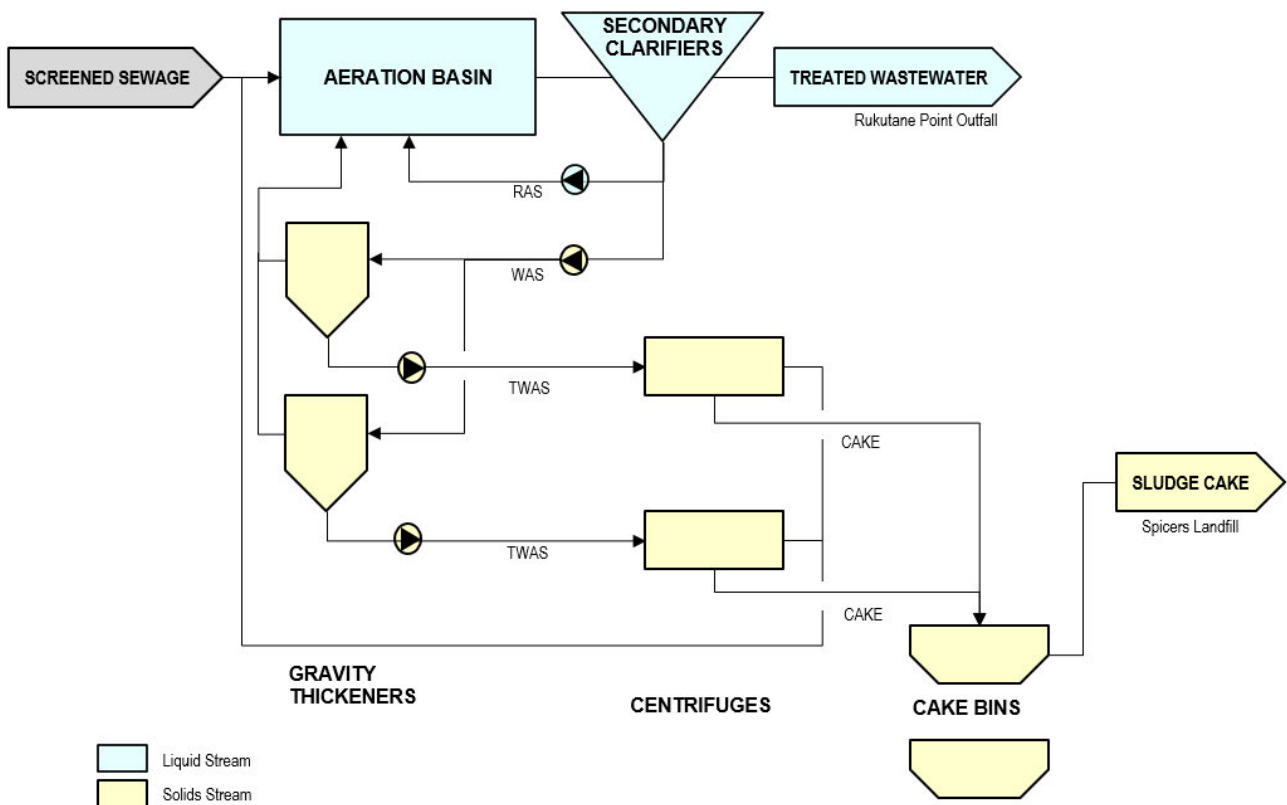 SCREENED SEWAGE
AERATION BASIN
SECONDARY
CLARIFIERS
TREATED WASTEWATER
Rukutane Point Outfall
RAS
WAS
TWAS
CAKE
SLUDGE CAKE
Spicers Landfill
TWAS
CAKE
GRAVITY
THICKENERS
CENTRIFUGES
CAKE BINS
Liquid Stream
Solids Stream